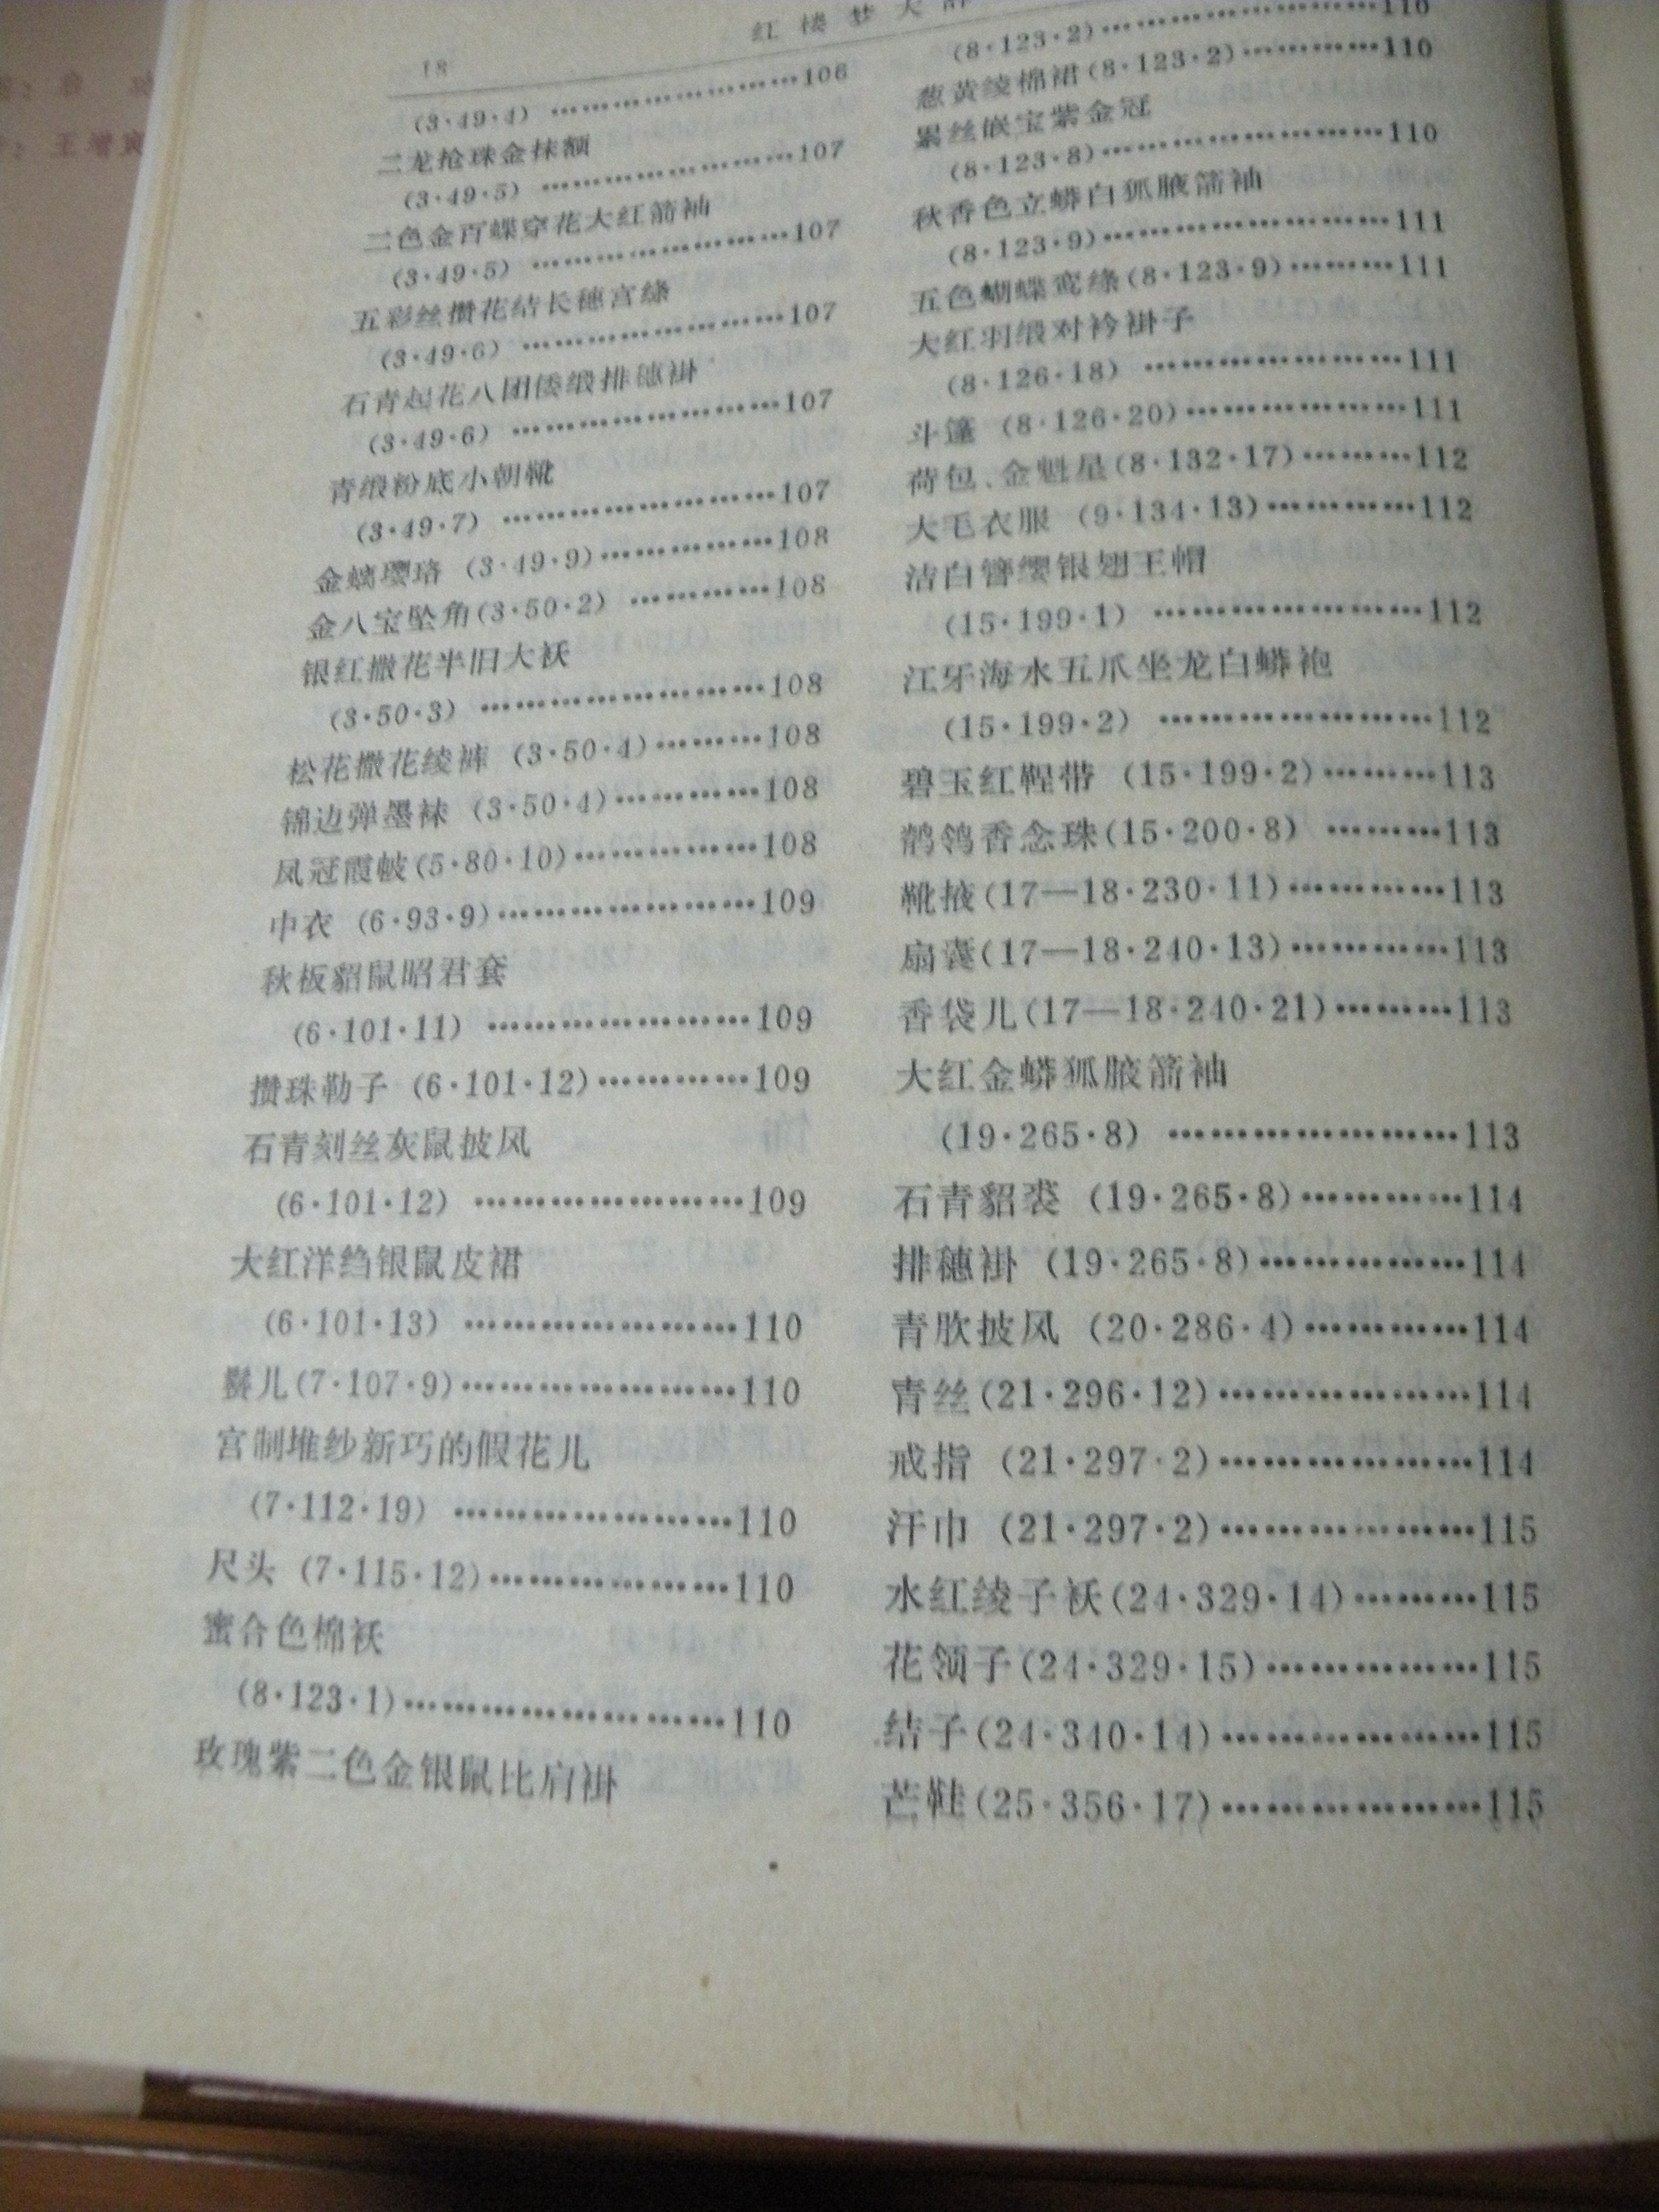 18
红楼梦大
(3·49·4) ……………………106
二龙抢珠金抹额
(3·49·5) ……………………107
二色金百蝶穿花大红箭袖
(3·49·5) ……………………107
五彩丝攒花结长穗宫绦
(3·49·6) ……………………107
石青起花八团倭缎排穗褂
(3·49·6) ……………………107
青缎粉底小朝靴
(3·49·7) ……………………107
金螭璎珞 (3·49·9)……………108
金八宝坠角(3·50·2) …………108
银红撒花半旧大袄
(3·50·3) ……………………108
松花撒花绫裤 (3·50·4)………108
锦边弹墨袜 (3·50·4)…………108
凤冠霞帔(5·80·10)……………108
中衣 (6·93·9)…………………109
秋板貂鼠昭君套
(6·101·11) …………………109
攒珠勒子 (6·101·12)…………109
石青刻丝灰鼠披风
(6·101·12) …………………109
大红洋绉银鼠皮裙
(6·101·13) …………………110
鬅儿(7·107·9)…………………110
宫制堆纱新巧的假花儿
(7·112·19) …………………110
尺头 (7·115·12)………………110
蜜合色棉袄
(8·123·1)……………………110
玫瑰紫二色金银鼠比肩褂
(8·123·2)……………………110
葱黄绫棉裙(8·123·2)…………110
累丝嵌宝紫金冠
(8·123·8)……………………110
秋香色立蟒白狐腋箭袖
(8·123·9)……………………111
五色蝴蝶鸾绦(8·123·9)………111
大红羽缎对衿褂子
(8·126·18) …………………111
斗篷 (8·126·20)………………111
荷包、金魁星(8·132·17)………112
大毛衣服 (9·134·13)…………112
洁白簪缨银翅王帽
(15·199·1) …………………112
江牙海水五爪坐龙白蟒袍
(15·199·2) …………………112
碧玉红鞓带 (15·199·2)………113
鹡鸰香念珠(15·200·8) ………113
靴掖(17—18·230·11)…………113
扇囊(17—18·240·13)…………113
香袋儿(17—18·240·21)………113
大红金蟒狐腋箭袖
(19·265·8) …………………113
石青貂裘 (19·265·8)…………114
排穗褂 (19·265·8)……………114
青肷披风 (20·286·4)…………114
青丝(21·296·12)………………114
戒指 (21·297·2)………………114
汗巾 (21·297·2)………………115
水红绫子袄(24·329·14)………115
花领子(24·329·15)……………115
结子(24·340·14)………………115
芒鞋(25·356·17)………………115